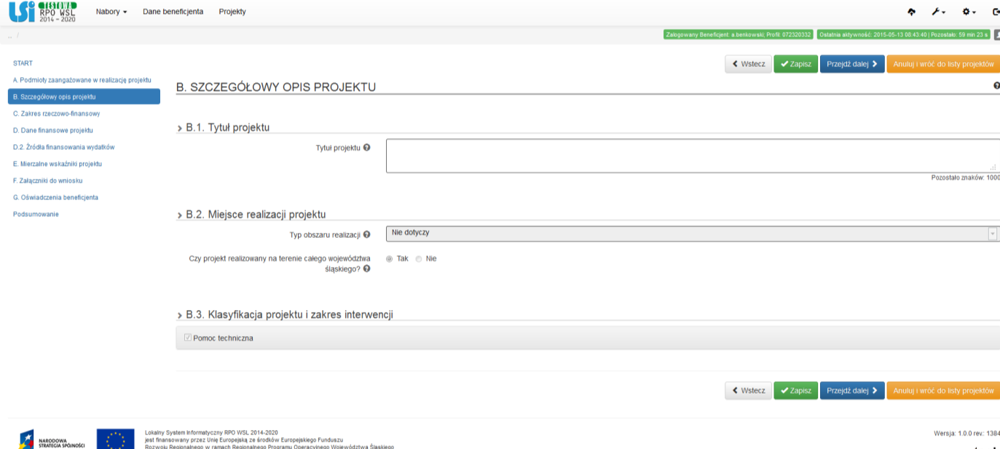 LSI TESTOWA
RPO WSL
2014 – 2020
Nabory Dane beneficjenta Projekty
.. /
Zalogowany Beneficjent: a.benkowski; Profil: 072320332 Ostatnia aktywność: 2015-05-13 08:43:40 | Pozostało: 59 min 23 s
START
A. Podmioty zaangażowane w realizację projektu
B. Szczegółowy opis projektu
C. Zakres rzeczowo-finansowy
D. Dane finansowe projektu
D.2. Źródła finansowania wydatków
E. Mierzalne wskaźniki projektu
F. Załączniki do wniosku
G. Oświadczenia beneficjenta
Podsumowanie
Wstecz Zapisz Przejdź dalej Anuluj i wróć do listy projektów
B. SZCZEGÓŁOWY OPIS PROJEKTU
B.1. Tytuł projektu
Tytuł projektu
Pozostało znaków: 1000
B.2. Miejsce realizacji projektu
Typ obszaru realizacji Nie dotyczy
Czy projekt realizowany na terenie całego województwa
śląskiego? Tak Nie
B.3. Klasyfikacja projektu i zakres interwencji
Pomoc techniczna
Wstecz Zapisz Przejdź dalej Anuluj i wróć do listy projektów
NARODOWA
STRATEGIA SPÓJNOŚCI
Lokalny System Informatyczny RPO WSL 2014-2020
jest finansowany przez Unię Europejską ze środków Europejskiego Funduszu
Rozwoju Regionalnego w ramach Regionalnego Programu Operacyjnego Województwa Śląskiego
Wersja: 1.0.0 rev.: 1384